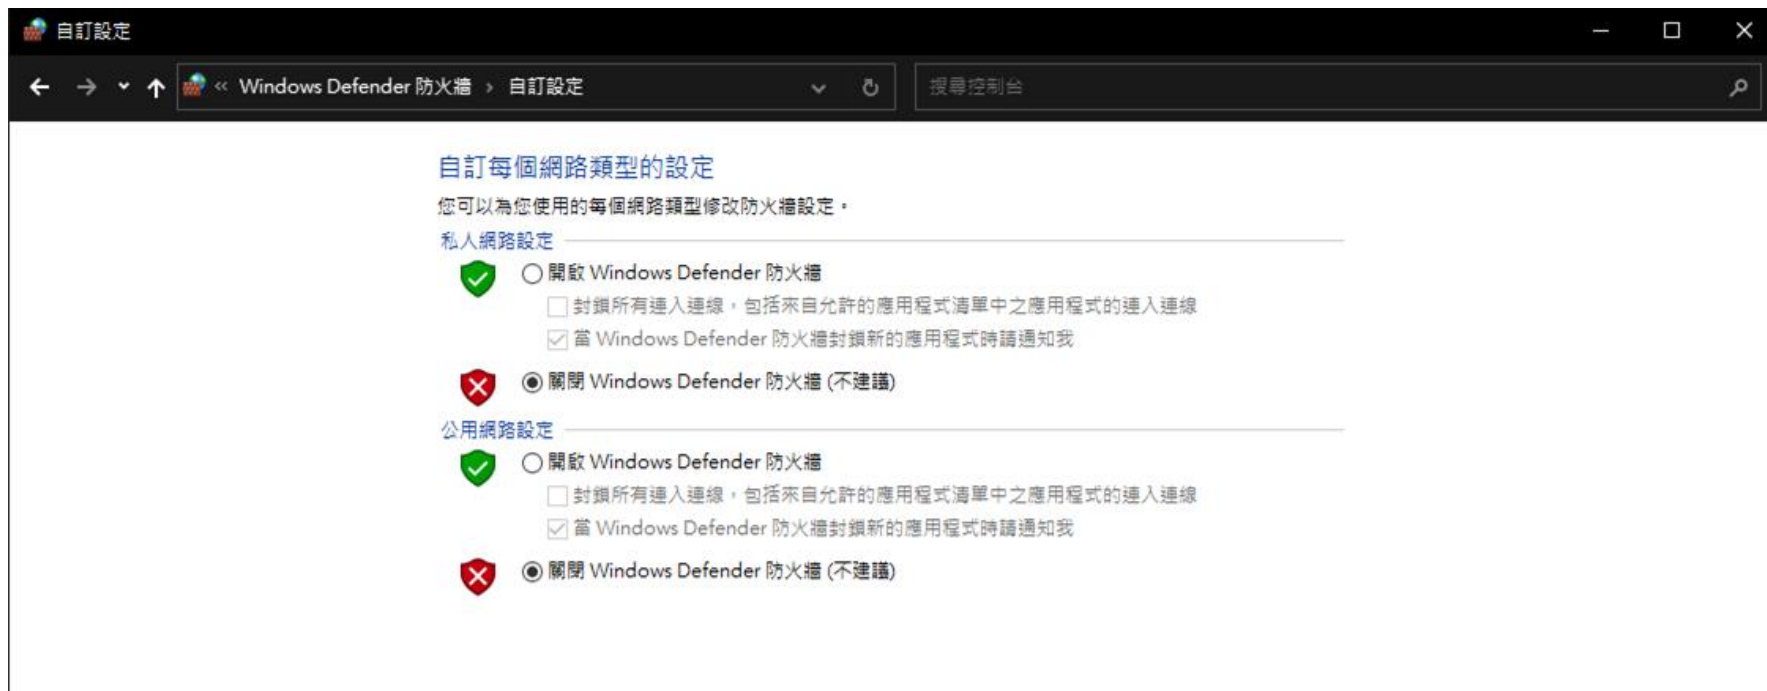 自訂設定
« Windows Defender 防火牆 › 自訂設定
搜尋控制台
自訂每個網路類型的設定
您可以為您使用的每個網路類型修改防火牆設定。
私人網路設定
開啟 Windows Defender 防火牆
封鎖所有連入連線，包括來自允許的應用程式清單中之應用程式的連入連線
當 Windows Defender 防火牆封鎖新的應用程式時請通知我
關閉 Windows Defender 防火牆 (不建議)
公用網路設定
開啟 Windows Defender 防火牆
封鎖所有連入連線，包括來自允許的應用程式清單中之應用程式的連入連線
當 Windows Defender 防火牆封鎖新的應用程式時請通知我
關閉 Windows Defender 防火牆 (不建議)